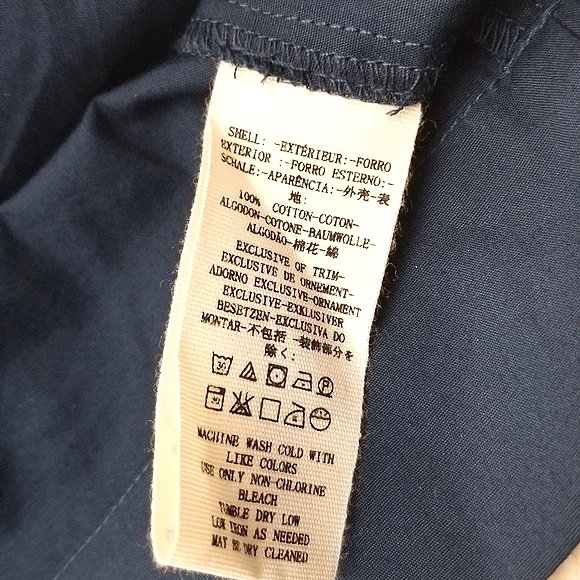 SHELL: -EXTÉRIEUR:-FORRO
EXTERIOR :-FORRO ESTERNO:-
SCHALE:-APARÊNCIA:-外壳-表
地:
100% COTTON-COTON-
ALGODON-COTONE-BAUMWOLLE-
ALGODÃO-棉花-綿
EXCLUSIVE OF TRIM-
EXCLUSIVE DE ORNEMENT-
ADORNO EXCLUSIVE-ORNAMENT
EXCLUSIVE-EXKLUSIVER
BESETZEN-EXCLUSIVA DO
MONTAR-不包括 -装飾部分を
除く:
30 P
30
MACHINE WASH COLD WITH
LIKE COLORS
USE ONLY NON-CHLORINE
BLEACH
TUMBLE DRY LOW
LOW IRON AS NEEDED
MAY BE DRY CLEANED